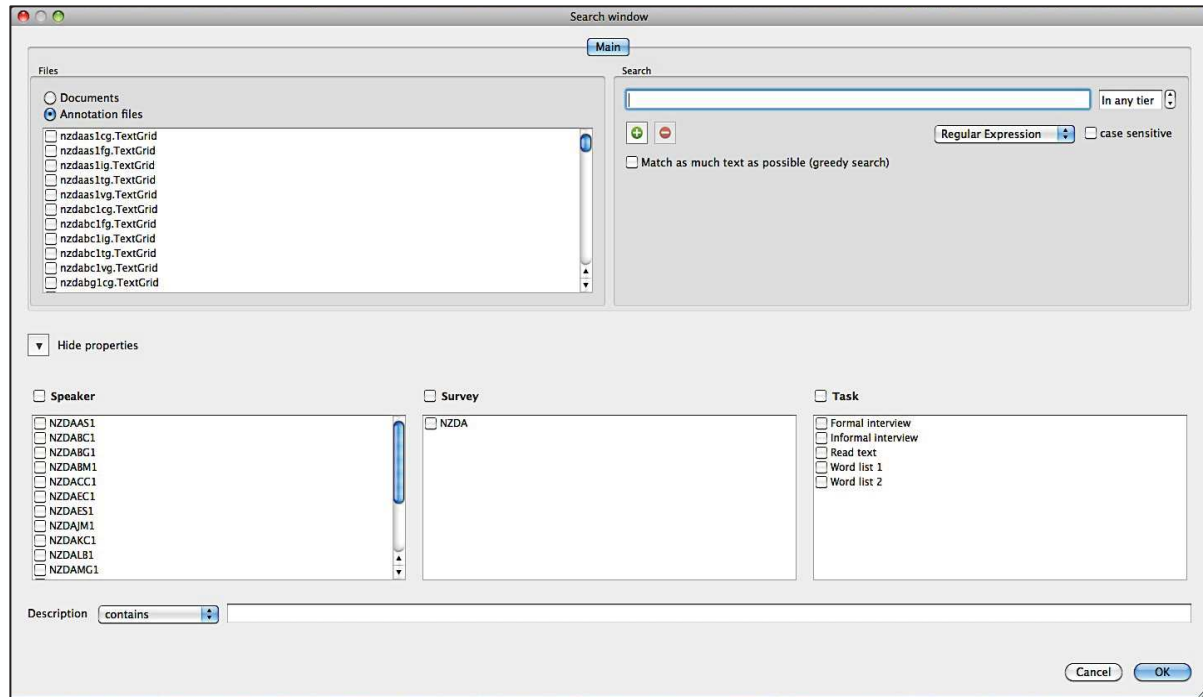 Search window
Main
Files
Documents
Annotation files
nzdaas1cg.TextGrid
nzdaas1fg.TextGrid
nzdaas1ig.TextGrid
nzdaas1tg.TextGrid
nzdaas1vg.TextGrid
nzdabc1cg.TextGrid
nzdabc1fg.TextGrid
nzdabc1ig.TextGrid
nzdabc1tg.TextGrid
nzdabc1vg.TextGrid
nzdabg1cg.TextGrid
Search
In any tier
Regular Expression
case sensitive
Match as much text as possible (greedy search)
Hide properties
Speaker
NZDAAS1
NZDABC1
NZDABG1
NZDABM1
NZDACC1
NZDAEC1
NZDAES1
NZDAJM1
NZDAKC1
NZDALB1
NZDAMG1
Survey
NZDA
Task
Formal interview
Informal interview
Read text
Word list 1
Word list 2
Description contains
Cancel OK